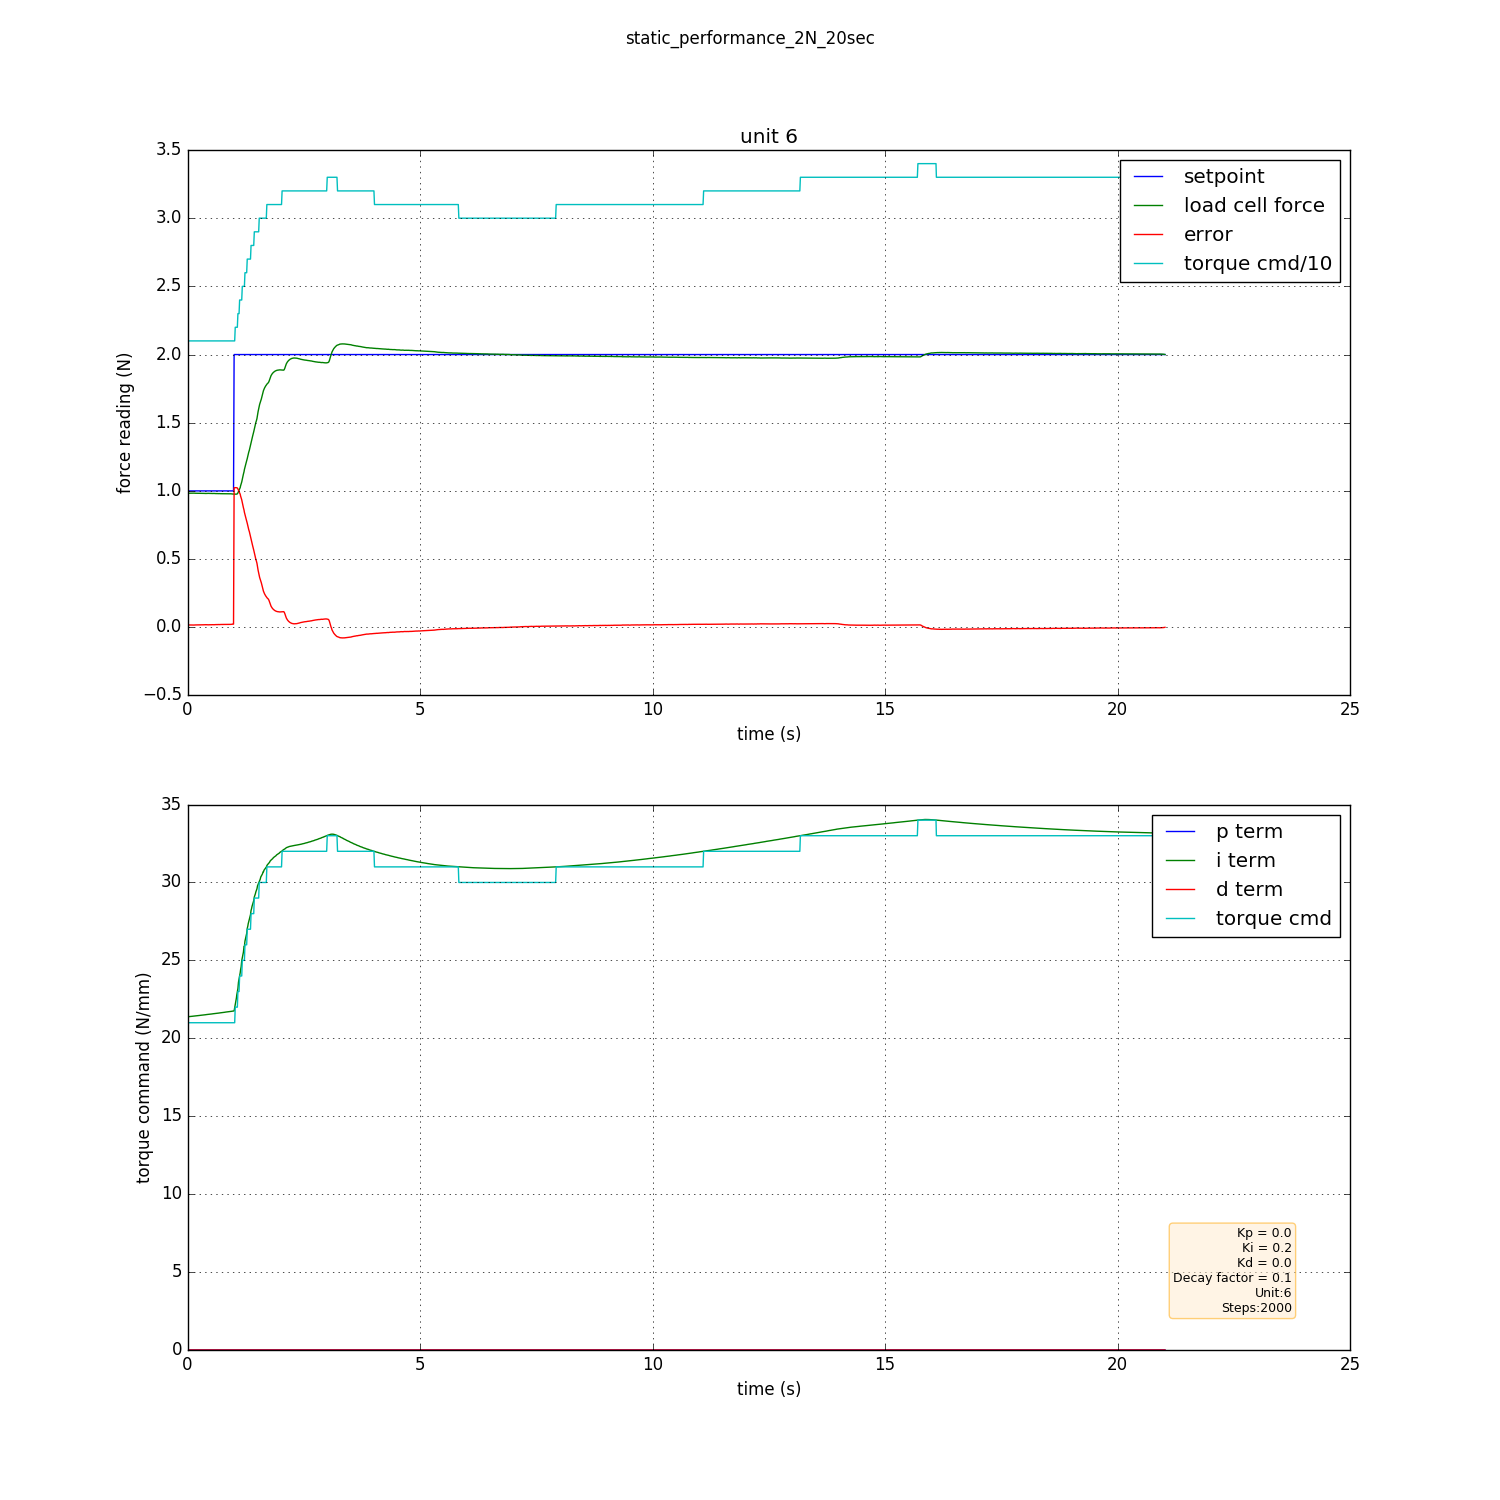 static_performance_2N_20sec
unit 6
3.5
3.0
2.5
2.0
1.5
1.0
0.5
0.0
−0.5
force reading (N)
setpoint
load cell force
error
torque cmd/10
0 5 10 15 20 25
time (s)
35
30
25
20
15
10
5
0
torque command (N/mm)
p term
i term
d term
torque cmd
Kp = 0.0
Ki = 0.2
Kd = 0.0
Decay factor = 0.1
Unit:6
Steps:2000
0 5 10 15 20 25
time (s)